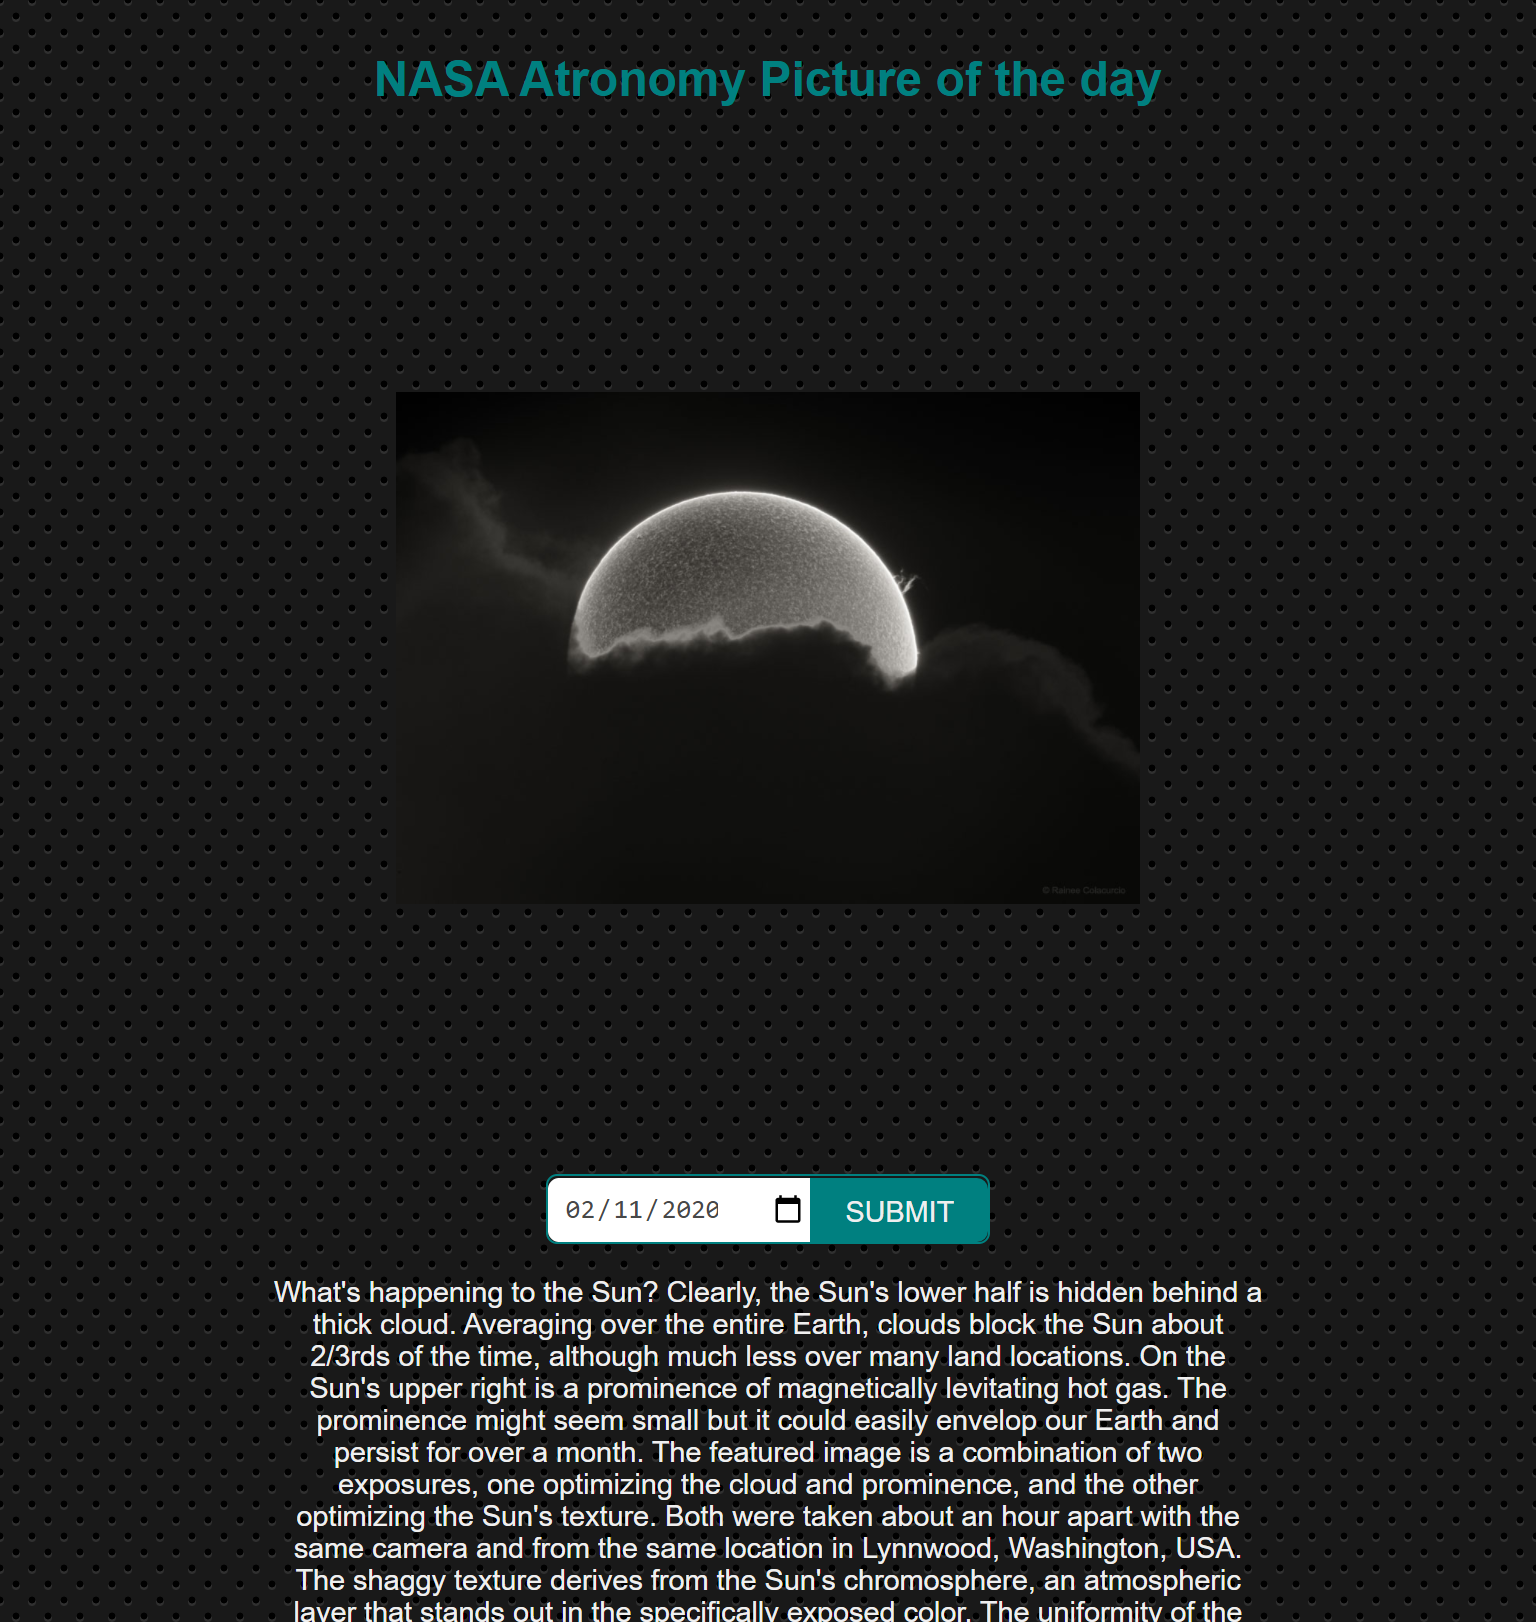 NASA Atronomy Picture of the day
© Rainee Colacurcio
02/11/2020
SUBMIT
What's happening to the Sun? Clearly, the Sun's lower half is hidden behind a
thick cloud. Averaging over the entire Earth, clouds block the Sun about
2/3rds of the time, although much less over many land locations. On the
Sun's upper right is a prominence of magnetically levitating hot gas. The
prominence might seem small but it could easily envelop our Earth and
persist for over a month. The featured image is a combination of two
exposures, one optimizing the cloud and prominence, and the other
optimizing the Sun's texture. Both were taken about an hour apart with the
same camera and from the same location in Lynnwood, Washington, USA.
The shaggy texture derives from the Sun's chromosphere, an atmospheric
layer that stands out in the specifically exposed color. The uniformity of the